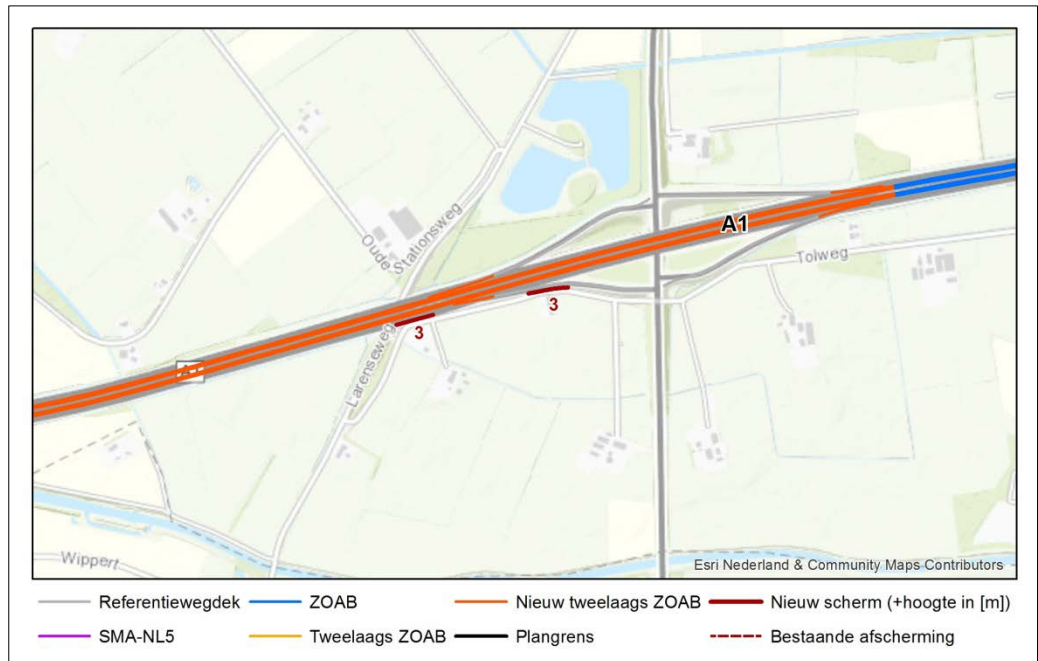 Oude Stationsweg
A1
Tolweg
3
3
Larenseweg
A1
Wippert
Esri Nederland & Community Maps Contributors
Referentiewegdek
ZOAB
Nieuw tweelaags ZOAB
Nieuw scherm (+hoogte in [m])
SMA-NL5
Tweelaags ZOAB
Plangrens
Bestaande afscherming